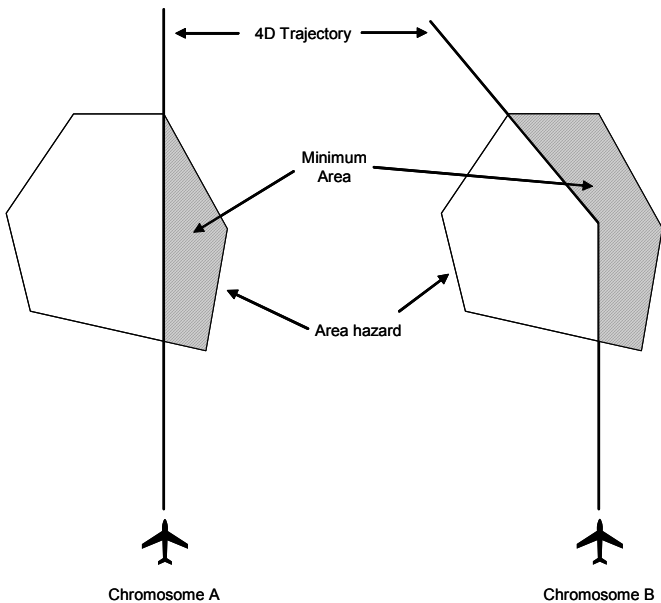 4D Trajectory
Minimum
Area
Area hazard
Chromosome A
Chromosome B